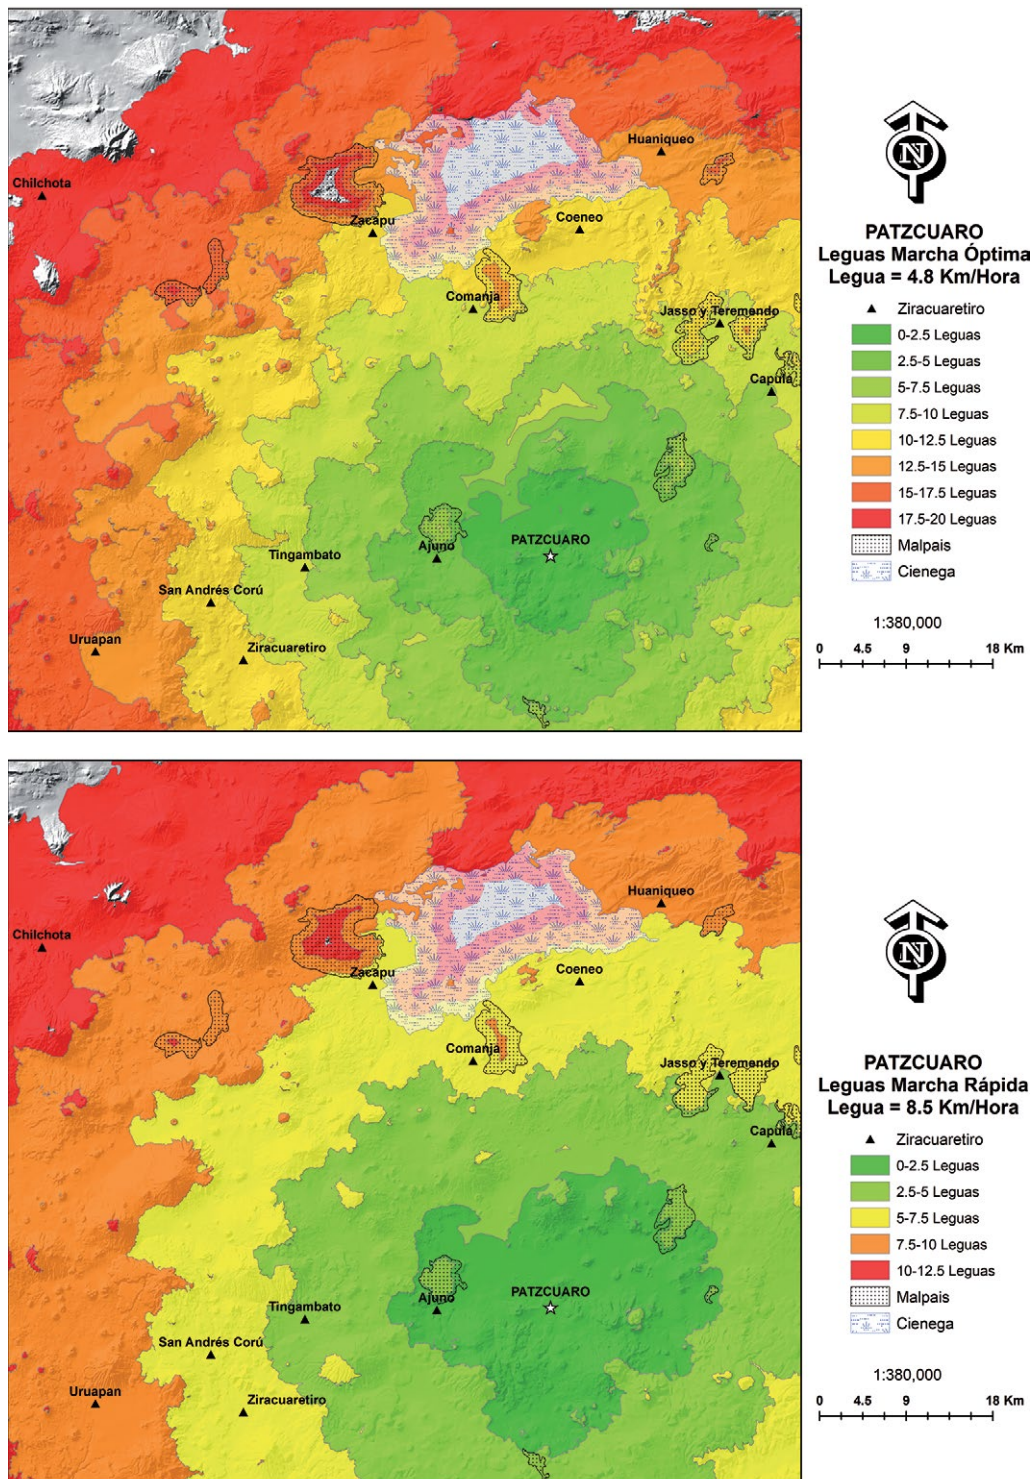 Huaniqueo
Chilchota
Zacapu
Coeneo
Comanja
Jasso y Teremendo
Capula
Ajuno
PATZCUARO
Tingambato
San Andrés Corú
Uruapan
Ziracuaretiro
N
PATZCUARO
Leguas Marcha Óptima
Legua = 4.8 Km/Hora
Ziracuaretiro
0-2.5 Leguas
2.5-5 Leguas
5-7.5 Leguas
7.5-10 Leguas
10-12.5 Leguas
12.5-15 Leguas
15-17.5 Leguas
17.5-20 Leguas
Malpais
Cienega
1:380,000
0 4.5 9 18 Km
Huaniqueo
Chilchota
Zacapu
Coeneo
Comanja
Jasso y Teremendo
Capula
Ajuno
PATZCUARO
Tingambato
San Andrés Corú
Uruapan
Ziracuaretiro
N
PATZCUARO
Leguas Marcha Rápida
Legua = 8.5 Km/Hora
Ziracuaretiro
0-2.5 Leguas
2.5-5 Leguas
5-7.5 Leguas
7.5-10 Leguas
10-12.5 Leguas
Malpais
Cienega
1:380,000
0 4.5 9 18 Km